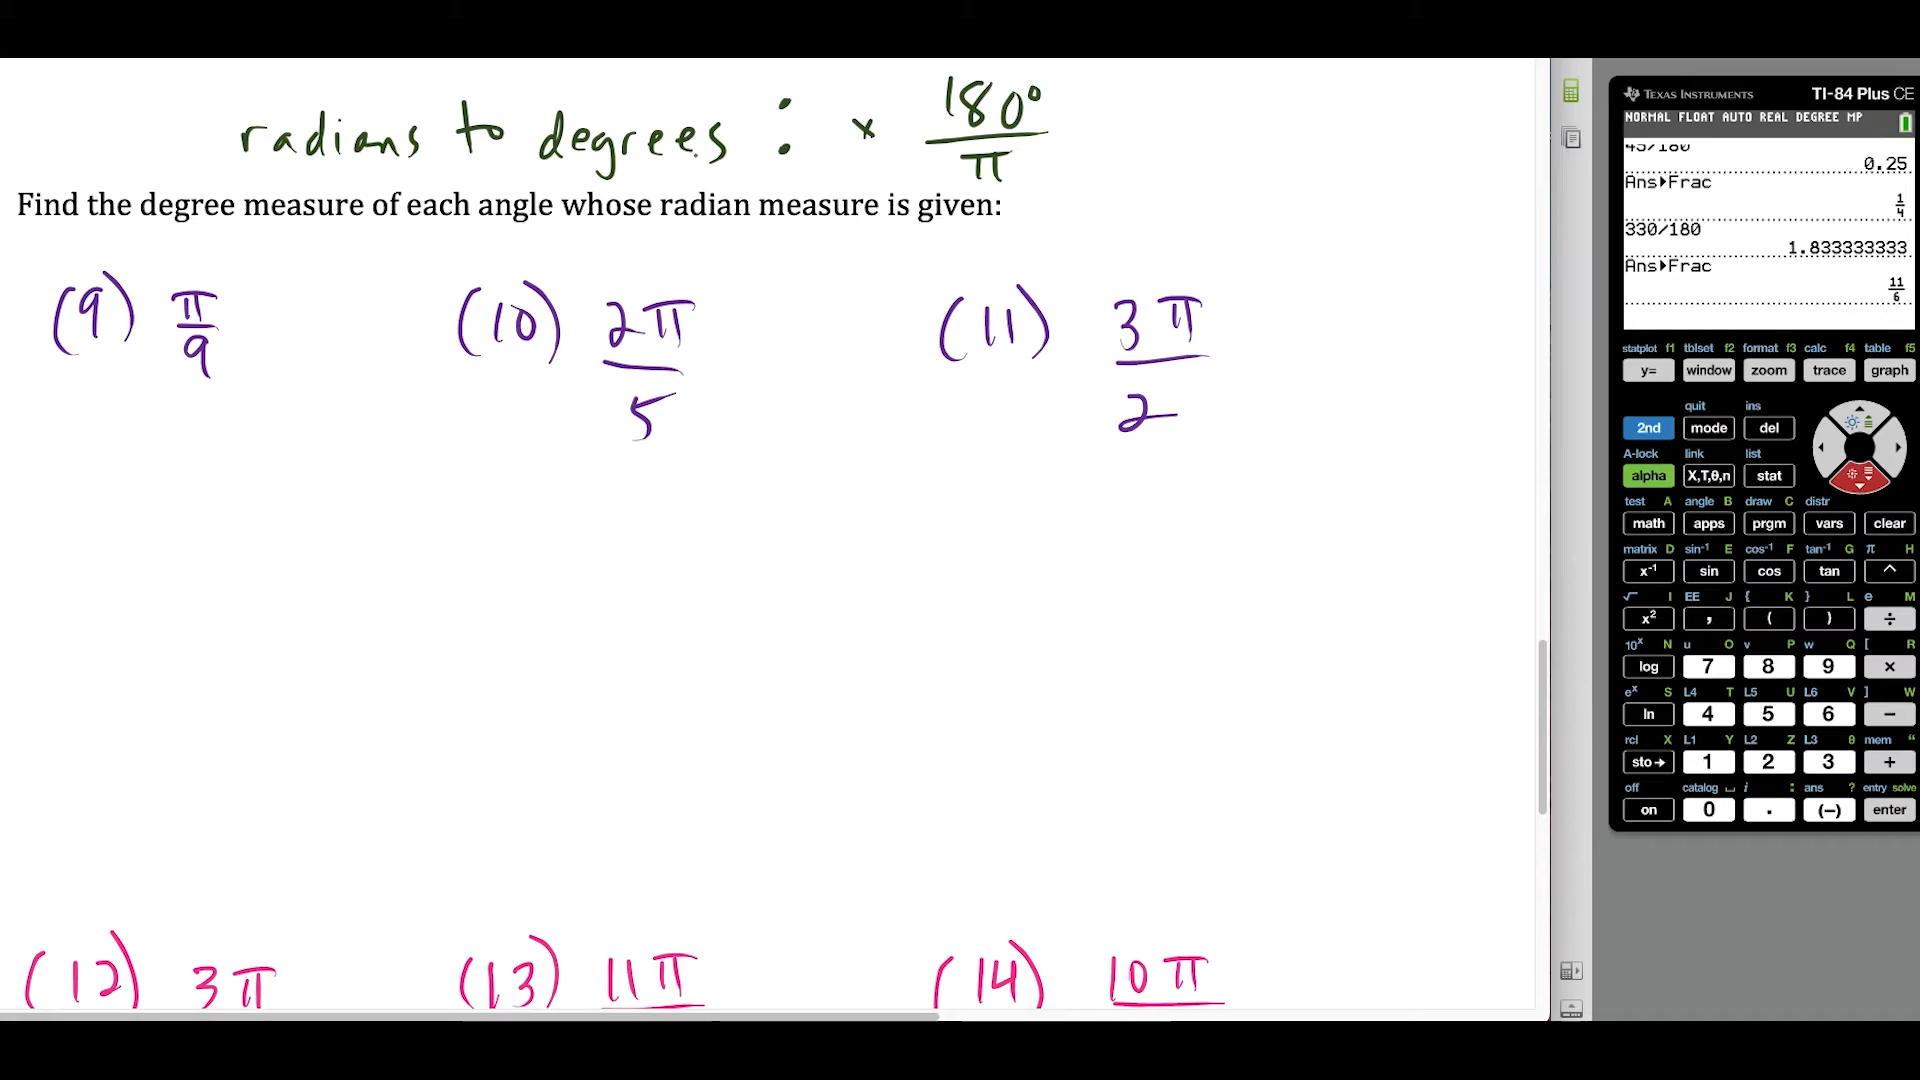 radians to degrees : × 180°/π
Find the degree measure of each angle whose radian measure is given:
(9) π/9 (10) 2π/5 (11) 3π/2
(12) 3π (13) 11π (14) 10π
TEXAS INSTRUMENTS TI-84 Plus CE
NORMAL FLOAT AUTO REAL DEGREE MP
45/180
0.25
Ans▸Frac
1/4
330/180
1.833333333
Ans▸Frac
11/6
statplot f1 tblset f2 format f3 calc f4 table f5
y= window zoom trace graph
quit ins
2nd mode del
A-lock link list
alpha X,T,θ,n stat
test A angle B draw C distr
math apps prgm vars clear
matrix D sin⁻¹ E cos⁻¹ F tan⁻¹ G π H
x⁻¹ sin cos tan ^
√ I EE J { K } L e M
x² , ( ) ÷
10ˣ N u O v P w Q [ R
log 7 8 9 ×
eˣ S L4 T L5 U L6 V ] W
ln 4 5 6 −
rcl X L1 Y L2 Z L3 θ mem “
sto→ 1 2 3 +
off catalog ␣ i : ans ? entry solve
on 0 . (−) enter